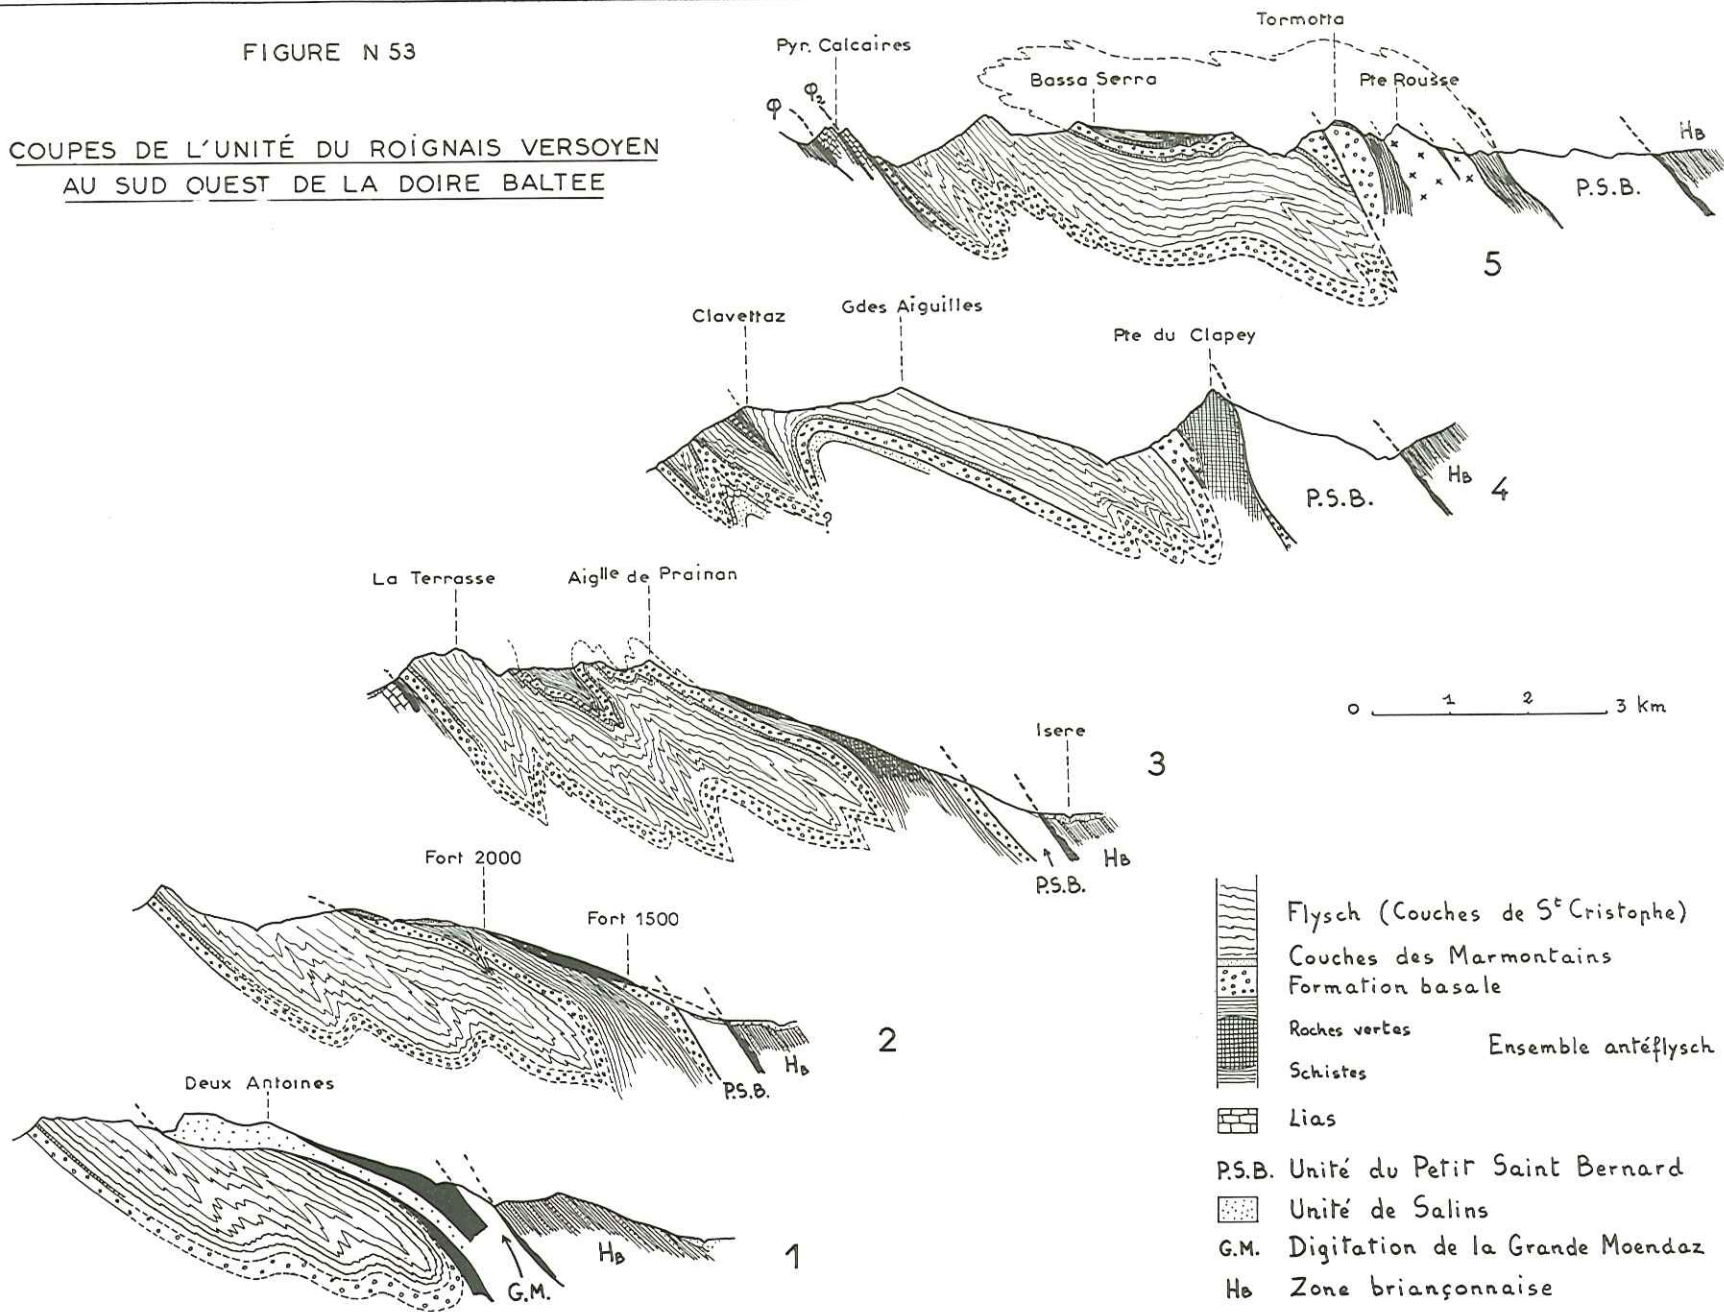 FIGURE N 53
COUPES DE L'UNITÉ DU ROÏGNAIS VERSOYEN
AU SUD OUEST DE LA DOIRE BALTEE
Pyr. Calcaires
Bassa Serra
Tormotta
Pte Rousse
φ
φ2
HB
P.S.B.
5
Clavettaz
Gdes Aiguilles
Pte du Clapey
?
P.S.B.
HB
4
La Terrasse
Aiglle de Prainan
Isere
3
P.S.B.
HB
0 1 2 3 km
Fort 2000
Fort 1500
2
P.S.B.
HB
Deux Antoines
HB
G.M.
1
Flysch (Couches de St Cristophe)
Couches des Marmontains
Formation basale
Roches vertes
Ensemble antéflysch
Schistes
Lias
P.S.B. Unité du Petit Saint Bernard
Unité de Salins
G.M. Digitation de la Grande Moendaz
HB Zone briançonnaise